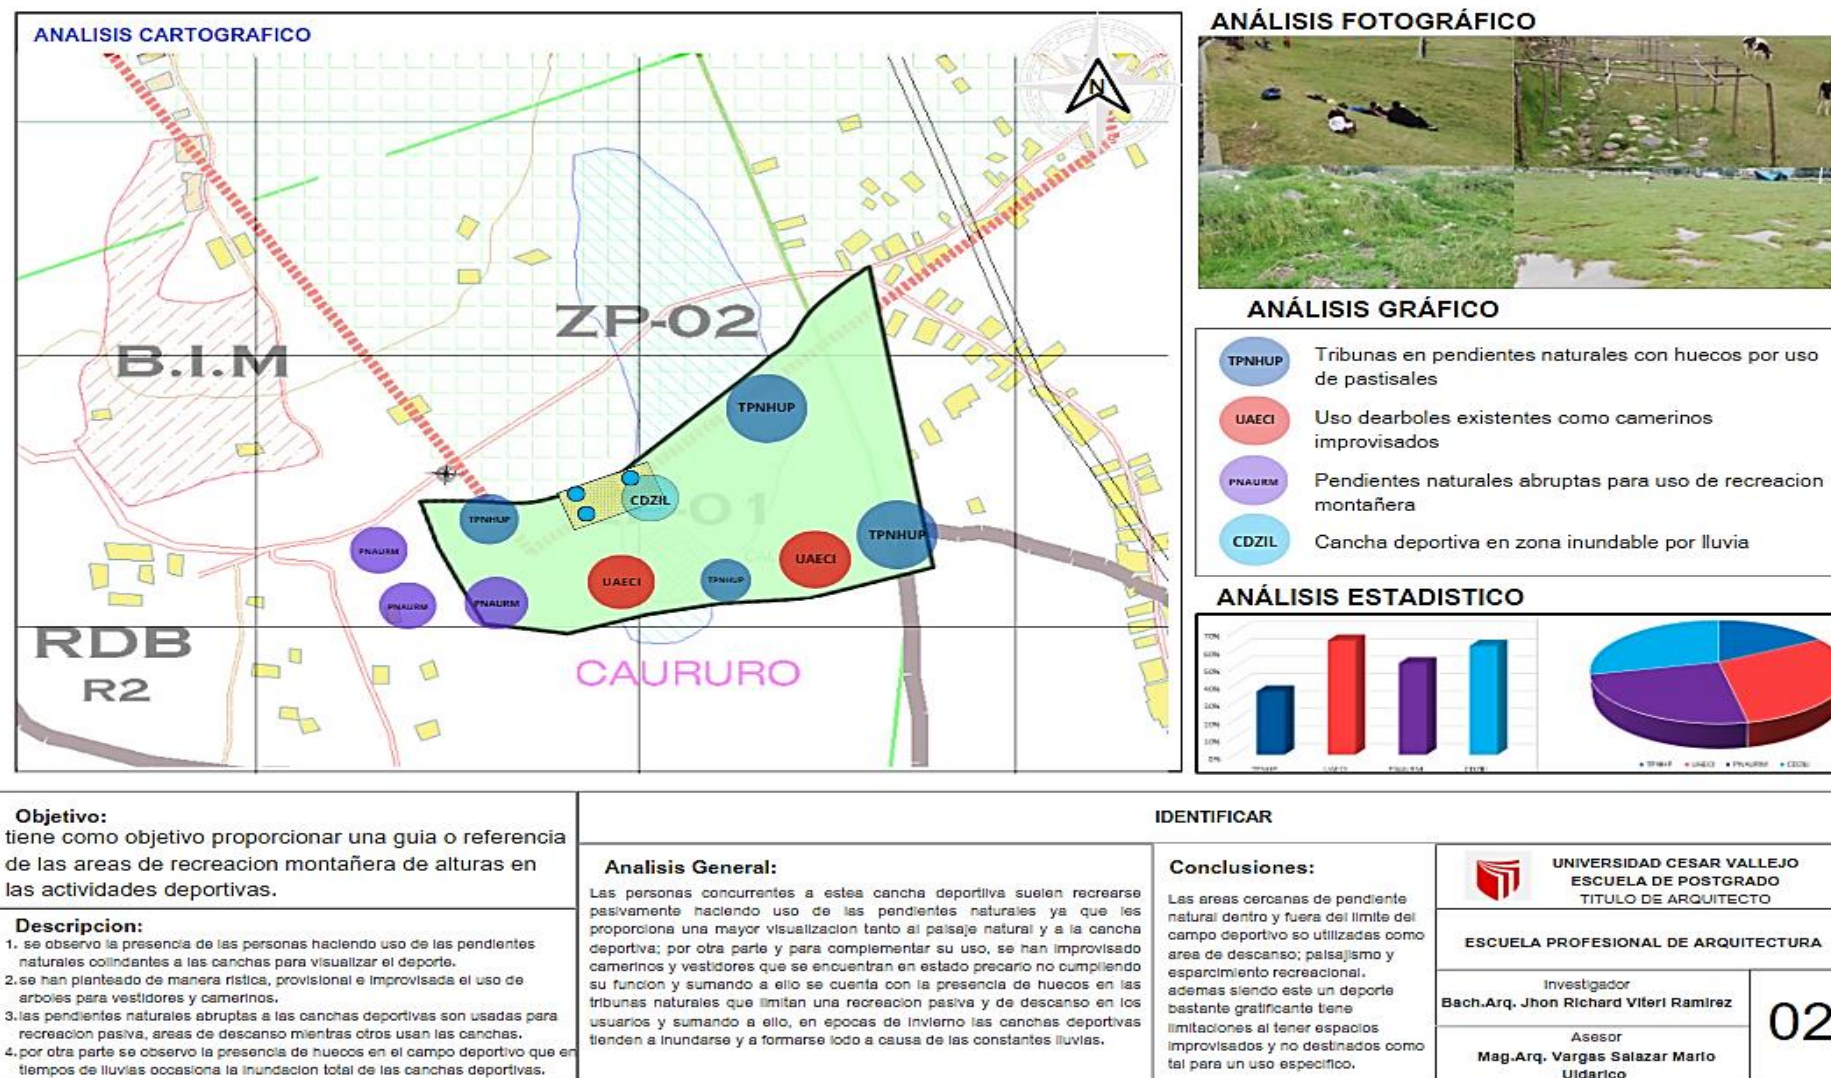 ANALISIS CARTOGRAFICO
N
ZP-02
B.I.M
TPNHUP
CDZIL
TPNHUP
TPNHUP
PNAURM
UAECI
UAECI
TPNHUP
PNAURM
PNAURM
RDB
R2
CAURURO
ANÁLISIS FOTOGRÁFICO
ANÁLISIS GRÁFICO
TPNHUP
Tribunas en pendientes naturales con huecos por uso
de pastisales
UAECI
Uso dearboles existentes como camerinos
improvisados
PNAURM
Pendientes naturales abruptas para uso de recreacion
montañera
CDZIL
Cancha deportiva en zona inundable por lluvia
ANÁLISIS ESTADISTICO
70%
60%
50%
40%
30%
20%
10%
0%
Objetivo:
tiene como objetivo proporcionar una guia o referencia
de las areas de recreacion montañera de alturas en
las actividades deportivas.
Descripcion:
1. se observo la presencia de las personas haciendo uso de las pendientes
naturales colindantes a las canchas para visualizar el deporte.
2. se han planteado de manera ristica, provisional e improvisada el uso de
arboles para vestidores y camerinos.
3. las pendientes naturales abruptas a las canchas deportivas son usadas para
recreacion pasiva, areas de descanso mientras otros usan las canchas.
4. por otra parte se observo la presencia de huecos en el campo deportivo que en
tiempos de lluvias occasiona la inundacion total de las canchas deportivas.
IDENTIFICAR
Analisis General:
Las personas concurrentes a estea cancha deportiiva suelen recrearse
pasivamente haciendo uso de las pendientes naturales ya que les
proporciona una mayor visualizacion tanto al paisaje natural y a la cancha
deportiva; por otra parte y para complementar su uso, se han improvisado
camerinos y vestidores que se encuentran en estado precario no cumpliendo
su funcion y sumando a ello se cuenta con la presencia de huecos en las
tribunas naturales que limitan una recreacion pasiva y de descanso en los
usuarios y sumando a ello, en epocas de invierno las canchas deportivas
tienden a inundarse y a formarse lodo a causa de las constantes lluvias.
Conclusiones:
Las areas cercanas de pendiente
natural dentro y fuera del limite del
campo deportivo so utilizadas como
area de descanso; paisajismo y
esparcimiento recreacional.
ademas siendo este un deporte
bastante gratificante tiene
limitaciones al tener espacios
improvisados y no destinados como
tal para un uso especifico.
UNIVERSIDAD CESAR VALLEJO
ESCUELA DE POSTGRADO
TITULO DE ARQUITECTO
ESCUELA PROFESIONAL DE ARQUITECTURA
Investigador
Bach.Arq. Jhon Richard Viteri Ramirez
Asesor
Mag.Arq. Vargas Salazar Mario
Uldarico
02